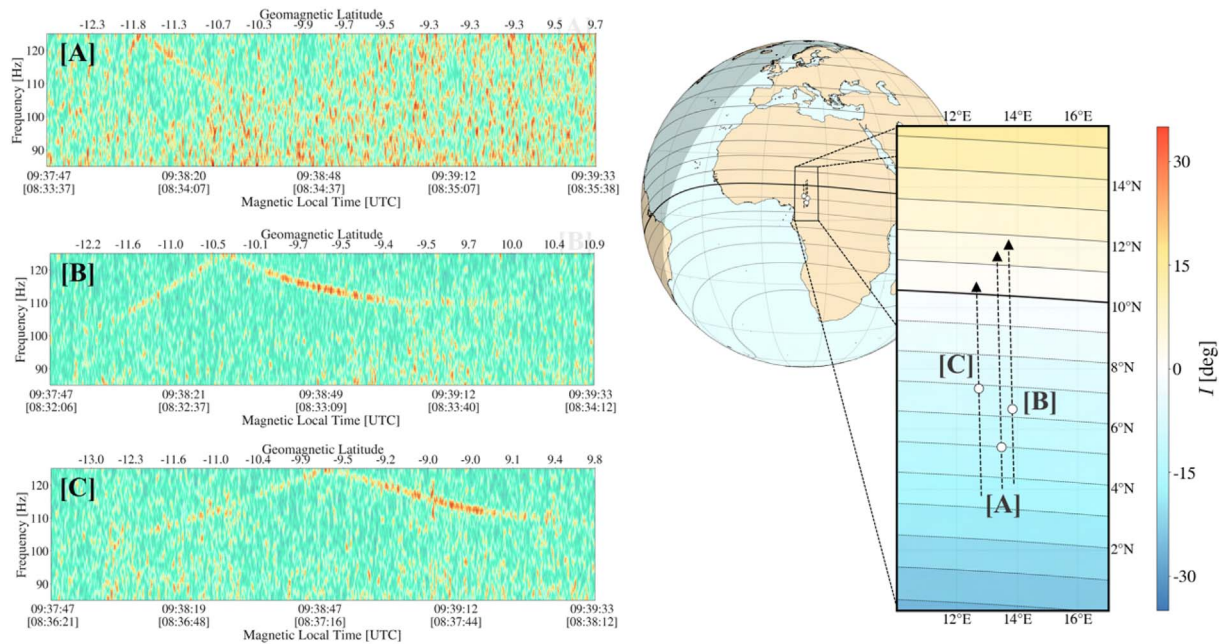 Geomagnetic Latitude
-12.3 -11.8 -11.3 -10.7 -10.3 -9.9 -9.7 -9.5 -9.3 -9.3 -9.3 9.5 9.7
[A]
Frequency [Hz]
120
110
100
90
09:37:47 09:38:20 09:38:48 09:39:12 09:39:33
[08:33:37] [08:34:07] [08:34:37] [08:35:07] [08:35:38]
Magnetic Local Time [UTC]
Geomagnetic Latitude
-12.2 -11.6 -11.0 -10.5 -10.1 -9.7 -9.5 -9.4 -9.5 9.7 10.0 10.4 10.9
[B]
Frequency [Hz]
120
110
100
90
09:37:47 09:38:21 09:38:49 09:39:12 09:39:33
[08:32:06] [08:32:37] [08:33:09] [08:33:40] [08:34:12]
Magnetic Local Time [UTC]
Geomagnetic Latitude
-13.0 -12.3 -11.6 -11.0 -10.4 -9.9 -9.5 -9.2 -9.0 -9.0 9.1 9.4 9.8
[C]
Frequency [Hz]
120
110
100
90
09:37:47 09:38:19 09:38:47 09:39:12 09:39:33
[08:36:21] [08:36:48] [08:37:16] [08:37:44] [08:38:12]
Magnetic Local Time [UTC]
12°E 14°E 16°E
14°N
12°N
10°N
8°N
6°N
4°N
2°N
[C]
[B]
[A]
12°E 14°E 16°E
30
15
0
-15
-30
I [deg]